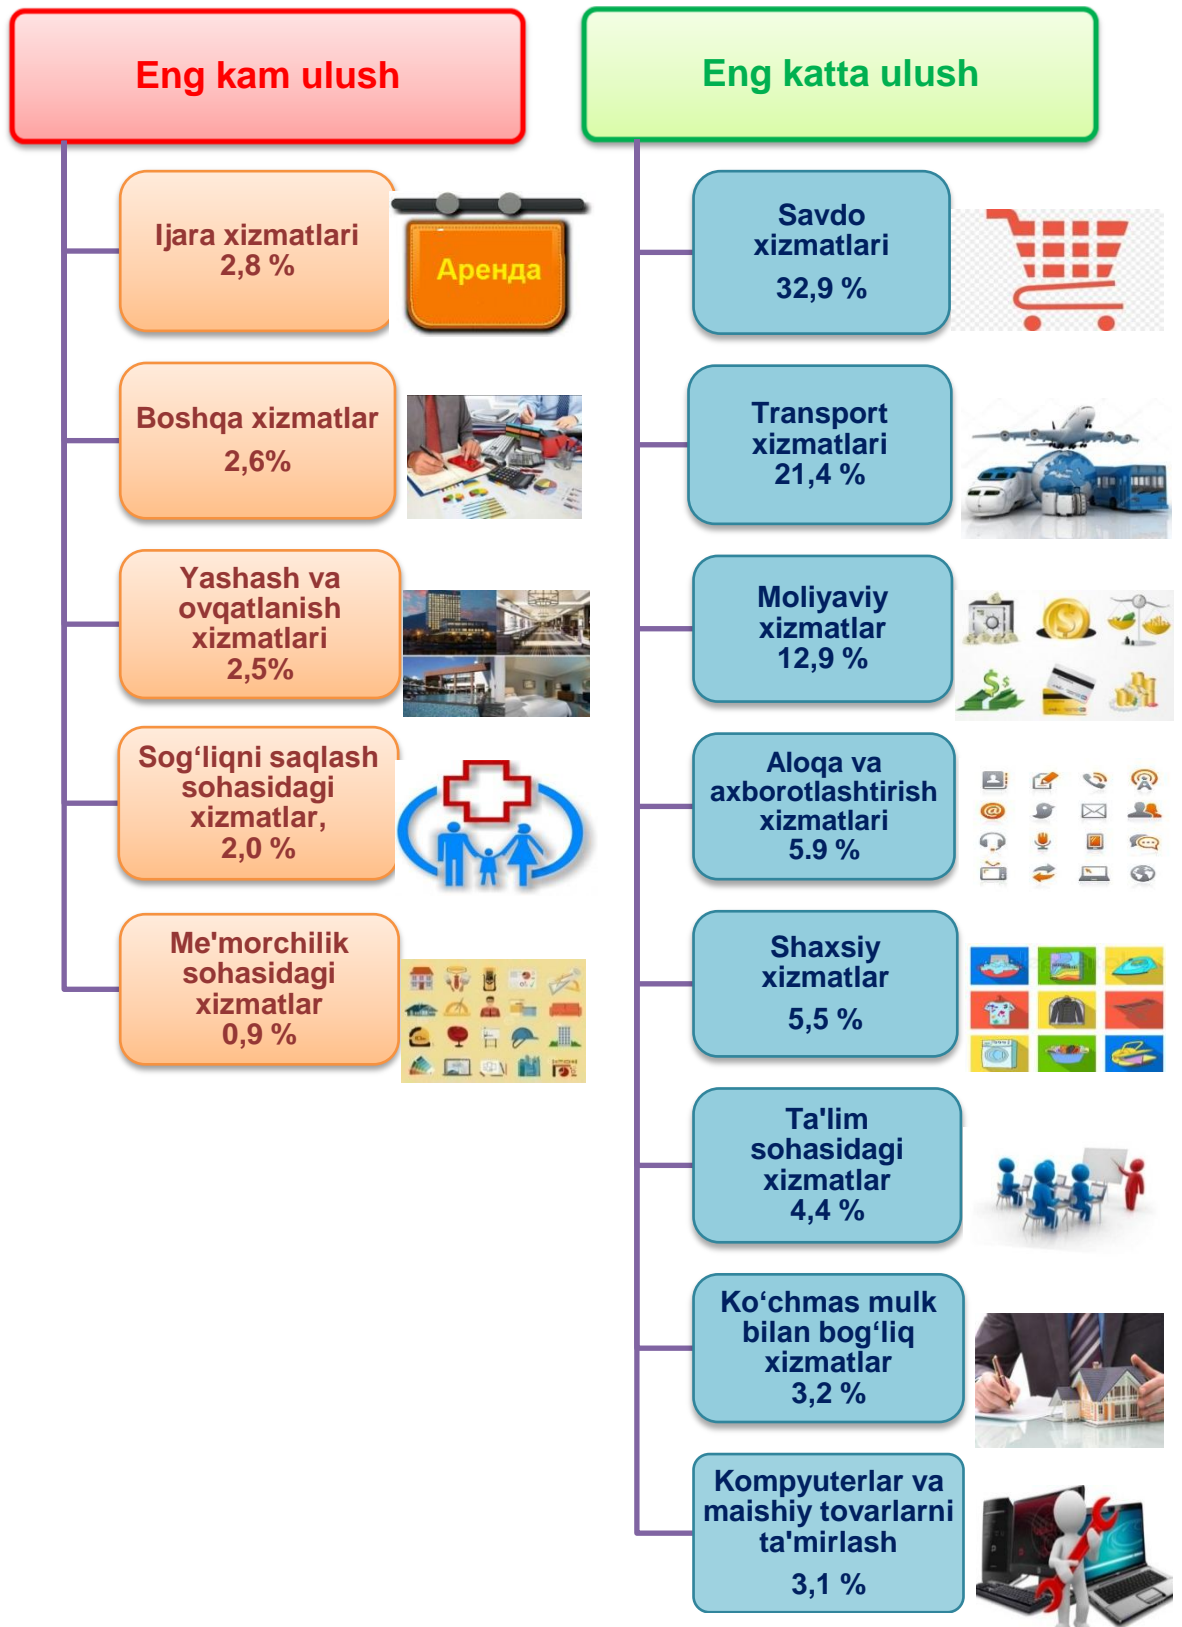 Eng kam ulush
Ijara xizmatlari
2,8 %
Аренда
Boshqa xizmatlar
2,6%
Yashash va
ovqatlanish
xizmatlari
2,5%
Sog‘liqni saqlash
sohasidagi
xizmatlar,
2,0 %
Me'morchilik
sohasidagi
xizmatlar
0,9 %
Eng katta ulush
Savdo
xizmatlari
32,9 %
Transport
xizmatlari
21,4 %
Moliyaviy
xizmatlar
12,9 %
Aloqa va
axborotlashtirish
xizmatlari
5.9 %
Shaxsiy
xizmatlar
5,5 %
Ta'lim
sohasidagi
xizmatlar
4,4 %
Ko‘chmas mulk
bilan bog‘liq
xizmatlar
3,2 %
Kompyuterlar va
maishiy tovarlarni
ta'mirlash
3,1 %